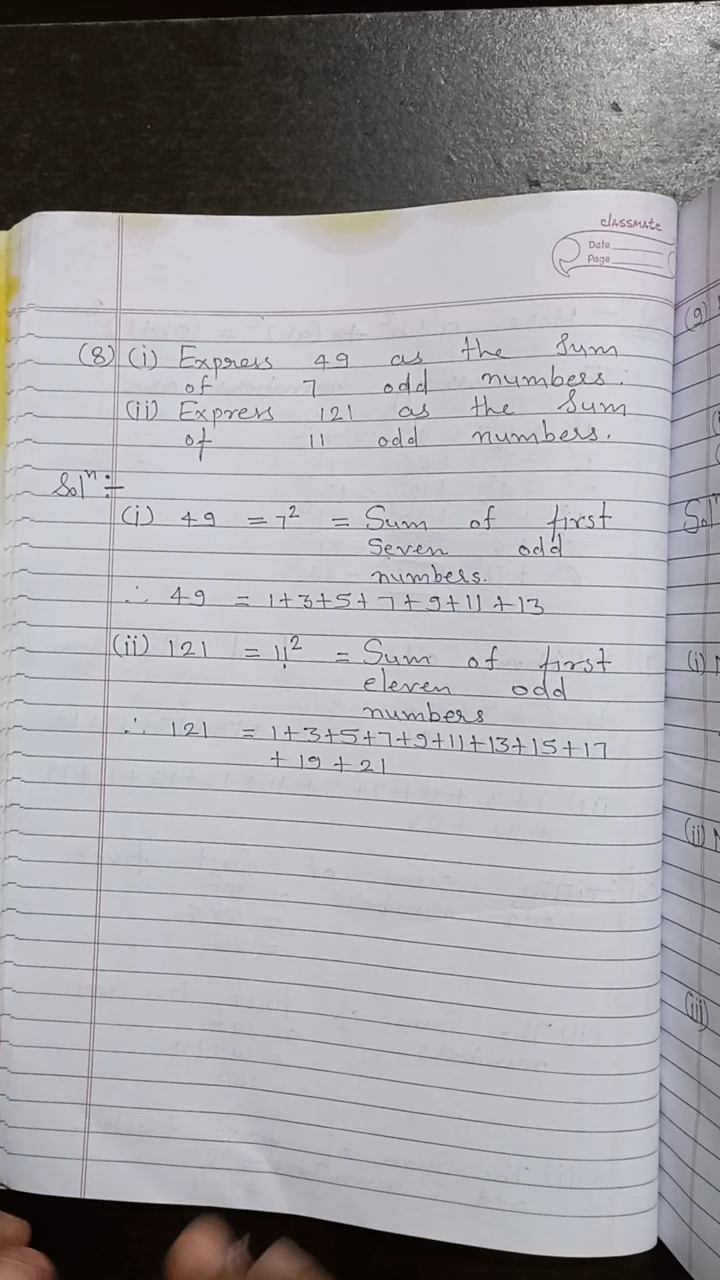 classmate
Date
Page
(8) (i) Express 49 as the sum
of 7 odd numbers.
(ii) Express 121 as the sum
of 11 odd numbers.
Solⁿ:-
(i) 49 = 7² = Sum of first
seven odd
numbers.
∴ 49 = 1+3+5+7+9+11+13
(ii) 121 = 11² = Sum of first
eleven odd
numbers
∴ 121 = 1+3+5+7+9+11+13+15+17
+19+21
(9)
Solⁿ
(i)
(ii)
(iii)